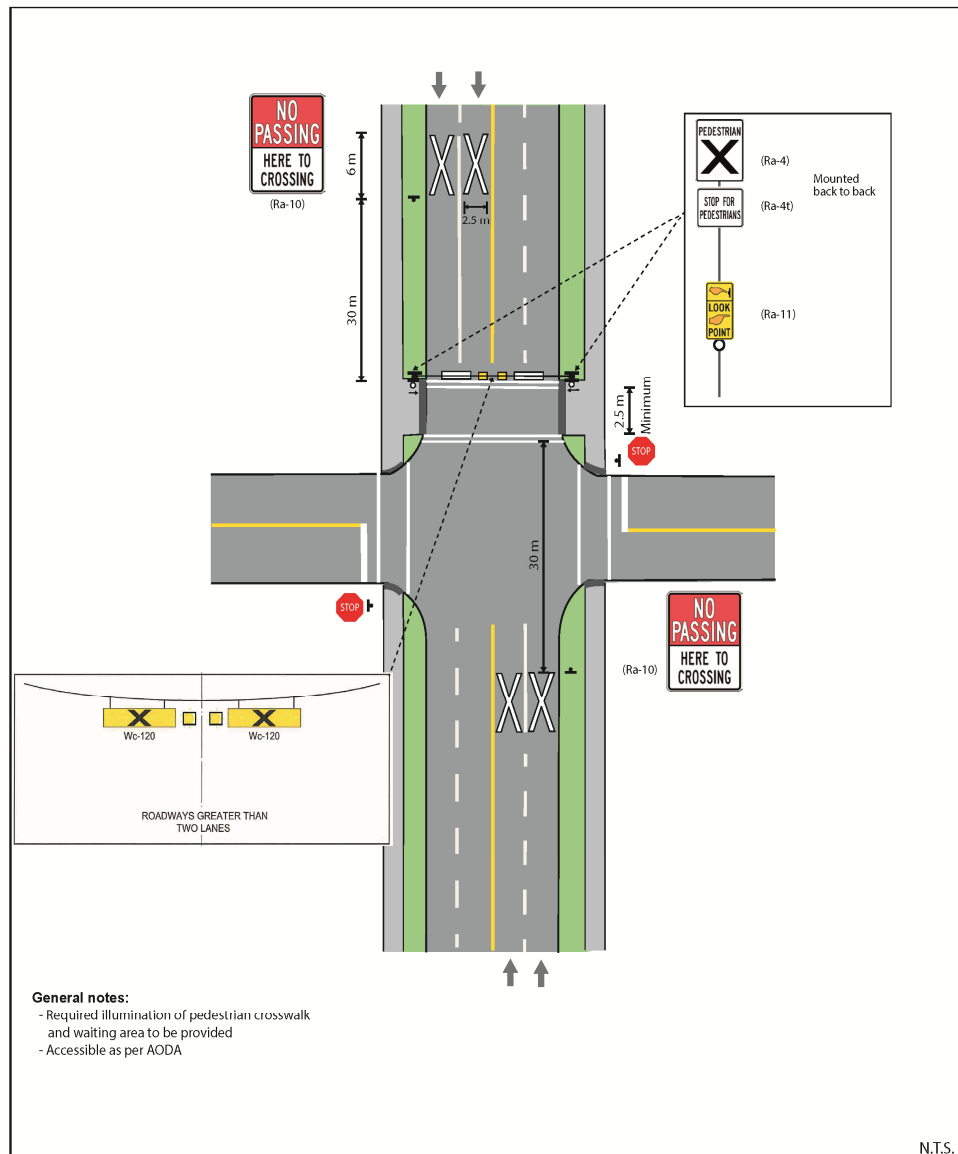 NO
PASSING
HERE TO
CROSSING
(Ra-10)
6 m
2.5 m
30 m
PEDESTRIAN
X
(Ra-4)
Mounted
back to back
STOP FOR
PEDESTRIANS
(Ra-4t)
LOOK
POINT
(Ra-11)
2.5 m
Minimum
STOP
30 m
STOP
NO
PASSING
HERE TO
CROSSING
(Ra-10)
X X
Wc-120 Wc-120
ROADWAYS GREATER THAN
TWO LANES
General notes:
- Required illumination of pedestrian crosswalk
and waiting area to be provided
- Accessible as per AODA
N.T.S.